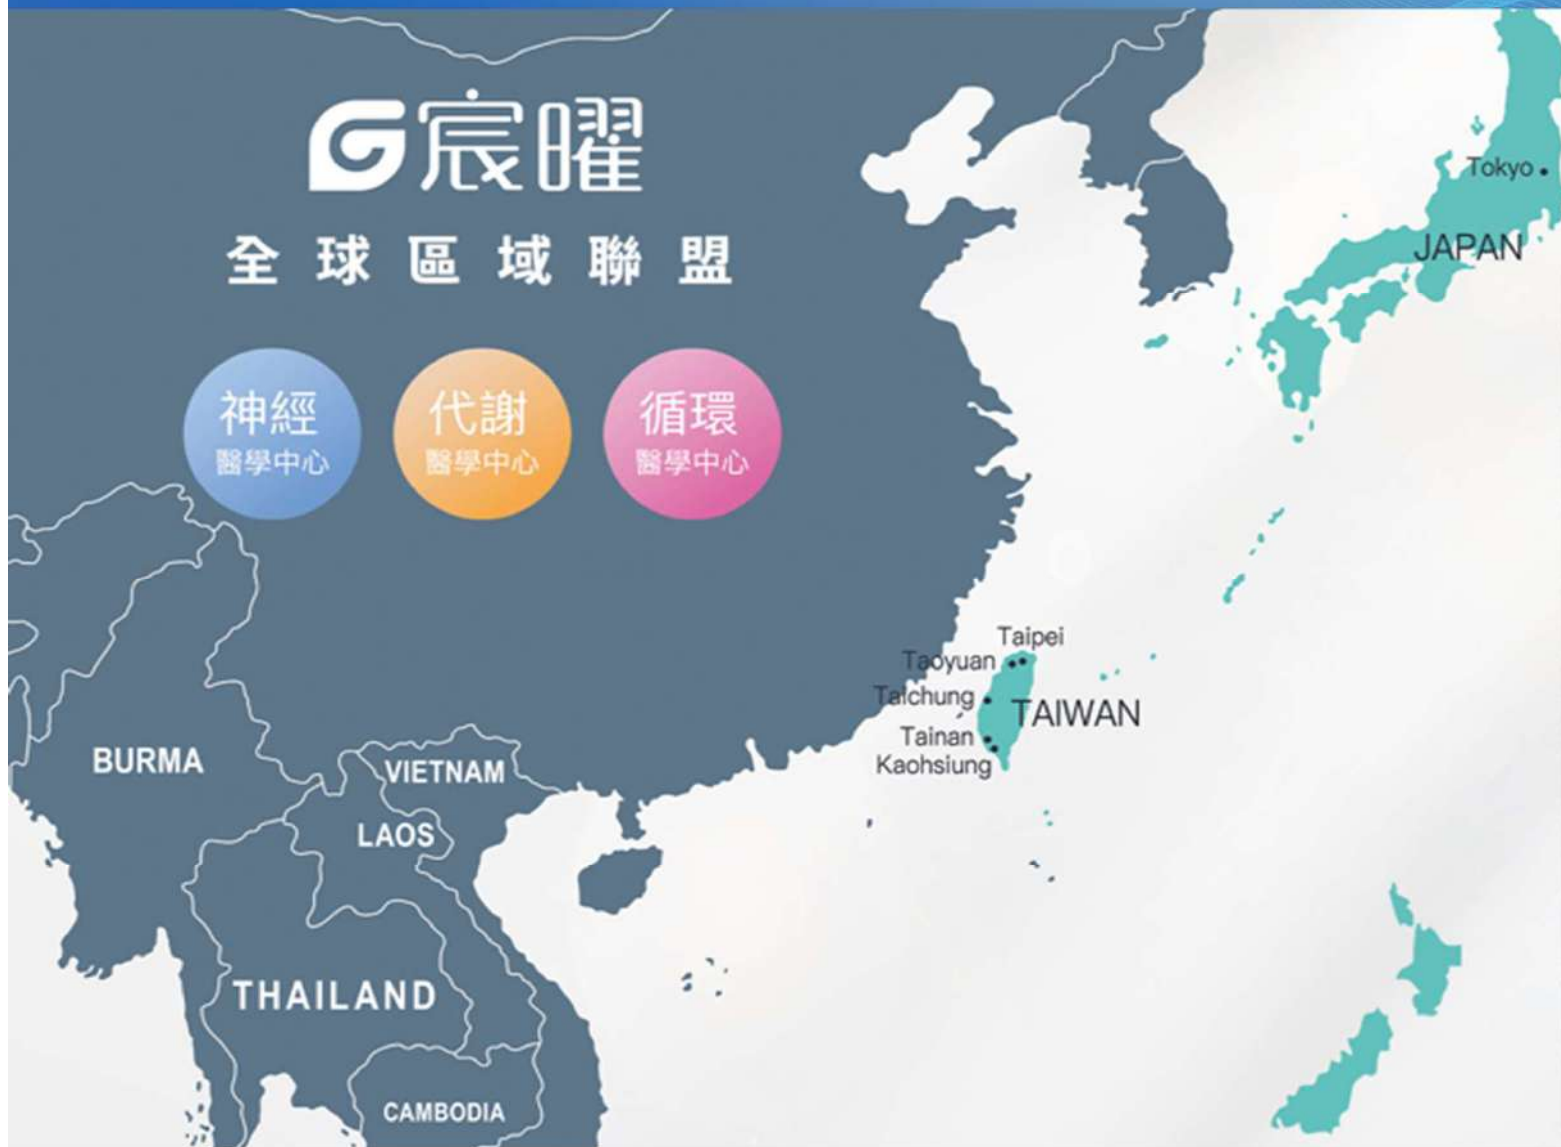 宸曜
全球區域聯盟
神經
醫學中心
代謝
醫學中心
循環
醫學中心
Tokyo
JAPAN
Taipei
Taoyuan
Taichung
TAIWAN
Tainan
Kaohsiung
BURMA
VIETNAM
LAOS
THAILAND
CAMBODIA